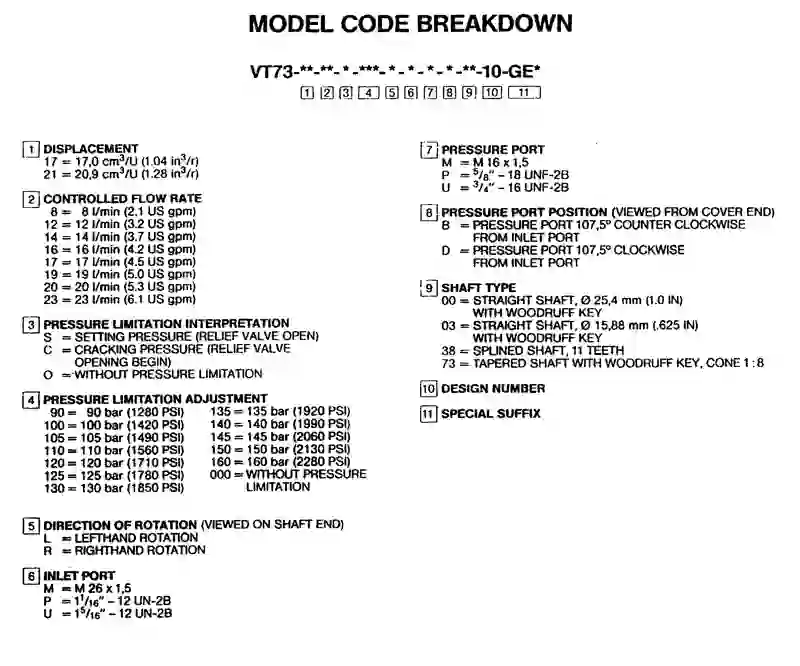 MODEL CODE BREAKDOWN
VT73-**-**-*-***-*-*-*-*-**-10-GE*
1 2 3 4 5 6 7 8 9 10 11
1 DISPLACEMENT
17 = 17,0 cm³/U (1.04 in³/r)
21 = 20,9 cm³/U (1.28 in³/r)
2 CONTROLLED FLOW RATE
8 = 8 l/min (2.1 US gpm)
12 = 12 l/min (3.2 US gpm)
14 = 14 l/min (3.7 US gpm)
16 = 16 l/min (4.2 US gpm)
17 = 17 l/min (4.5 US gpm)
19 = 19 l/min (5.0 US gpm)
20 = 20 l/min (5.3 US gpm)
23 = 23 l/min (6.1 US gpm)
3 PRESSURE LIMITATION INTERPRETATION
S = SETTING PRESSURE (RELIEF VALVE OPEN)
C = CRACKING PRESSURE (RELIEF VALVE
OPENING BEGIN)
O = WITHOUT PRESSURE LIMITATION
4 PRESSURE LIMITATION ADJUSTMENT
90 = 90 bar (1280 PSI)
100 = 100 bar (1420 PSI)
105 = 105 bar (1490 PSI)
110 = 110 bar (1560 PSI)
120 = 120 bar (1710 PSI)
125 = 125 bar (1780 PSI)
130 = 130 bar (1850 PSI)
135 = 135 bar (1920 PSI)
140 = 140 bar (1990 PSI)
145 = 145 bar (2060 PSI)
150 = 150 bar (2130 PSI)
160 = 160 bar (2280 PSI)
000 = WITHOUT PRESSURE
LIMITATION
5 DIRECTION OF ROTATION (VIEWED ON SHAFT END)
L = LEFTHAND ROTATION
R = RIGHTHAND ROTATION
6 INLET PORT
M = M 26 x 1,5
P = 1 1/16" – 12 UN-2B
U = 1 5/16" – 12 UN-2B
7 PRESSURE PORT
M = M 16 x 1,5
P = 5/8" – 18 UNF-2B
U = 3/4" – 16 UNF-2B
8 PRESSURE PORT POSITION (VIEWED FROM COVER END)
B = PRESSURE PORT 107,5° COUNTER CLOCKWISE
FROM INLET PORT
D = PRESSURE PORT 107,5° CLOCKWISE
FROM INLET PORT
9 SHAFT TYPE
00 = STRAIGHT SHAFT, Ø 25,4 mm (1.0 IN)
WITH WOODRUFF KEY
03 = STRAIGHT SHAFT, Ø 15,88 mm (.625 IN)
WITH WOODRUFF KEY
38 = SPLINED SHAFT, 11 TEETH
73 = TAPERED SHAFT WITH WOODRUFF KEY, CONE 1 : 8
10 DESIGN NUMBER
11 SPECIAL SUFFIX